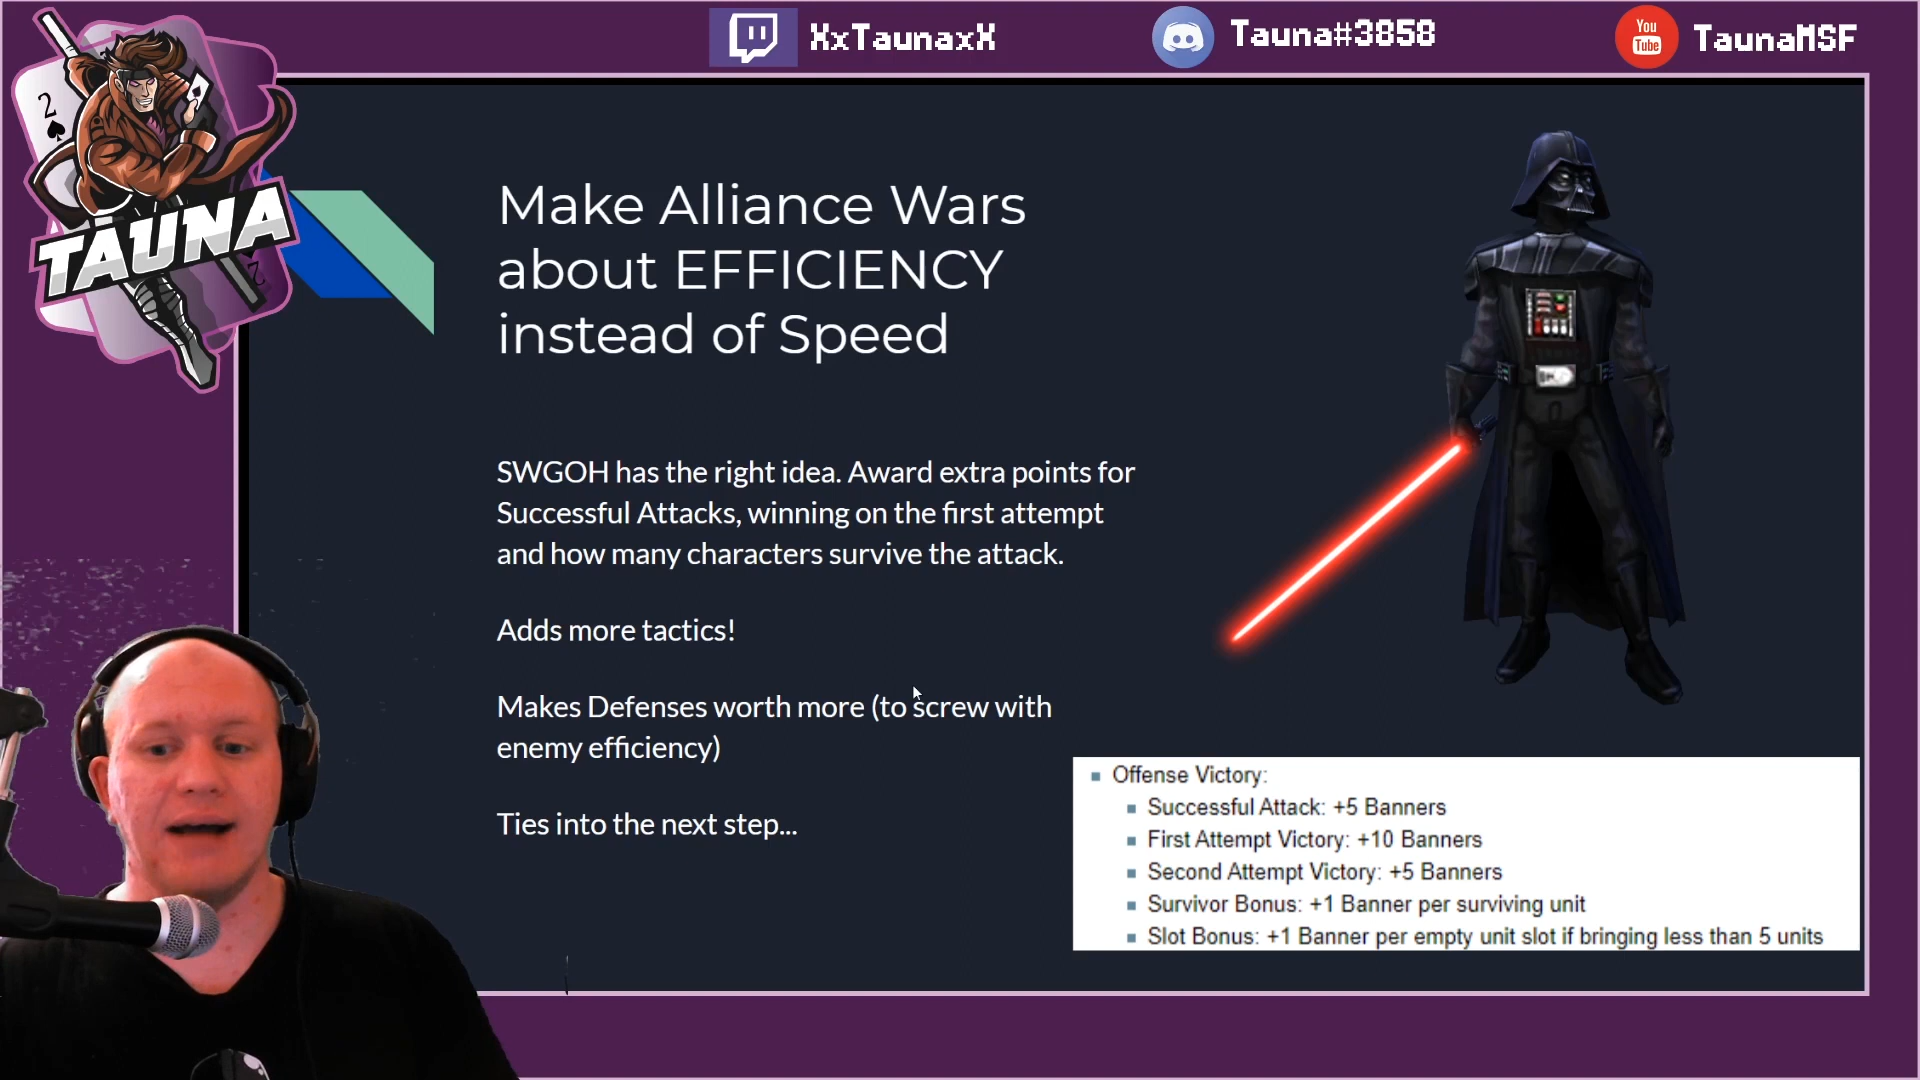 XxTaunaxX
Tauna#3858
You
Tube
TaunaMSF
2
TAUNA
2
Make Alliance Wars
about EFFICIENCY
instead of Speed
SWGOH has the right idea. Award extra points for
Successful Attacks, winning on the first attempt
and how many characters survive the attack.
Adds more tactics!
Makes Defenses worth more (to screw with
enemy efficiency)
Ties into the next step...
Offense Victory:
Successful Attack: +5 Banners
First Attempt Victory: +10 Banners
Second Attempt Victory: +5 Banners
Survivor Bonus: +1 Banner per surviving unit
Slot Bonus: +1 Banner per empty unit slot if bringing less than 5 units